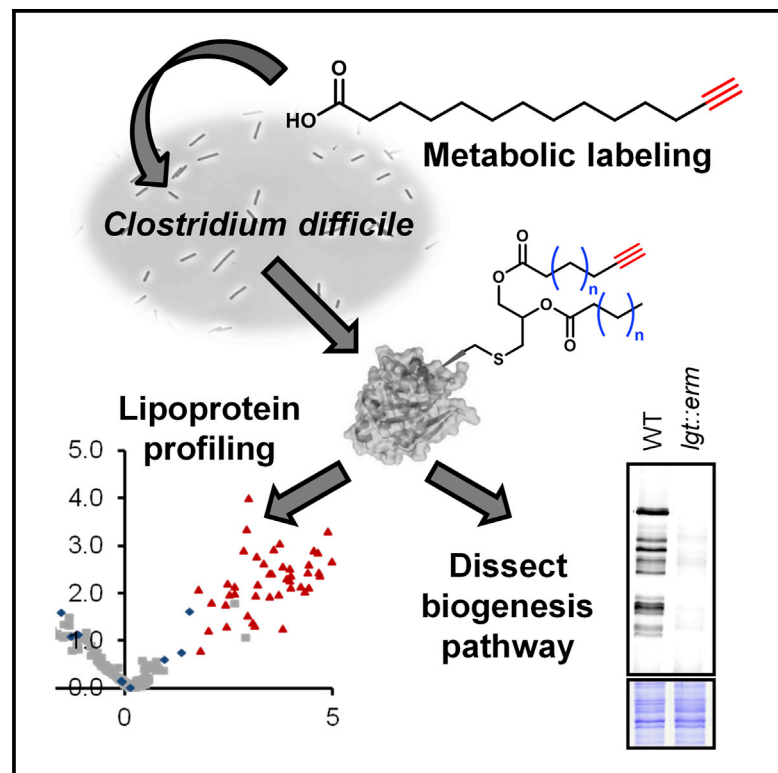 O
HO
Metabolic labeling
Clostridium difficile
O
n
O
O
n
O
S
Lipoprotein
profiling
WT
lgt::erm
5.0
4.0
3.0
2.0
1.0
0.0
0
5
Dissect
biogenesis
pathway